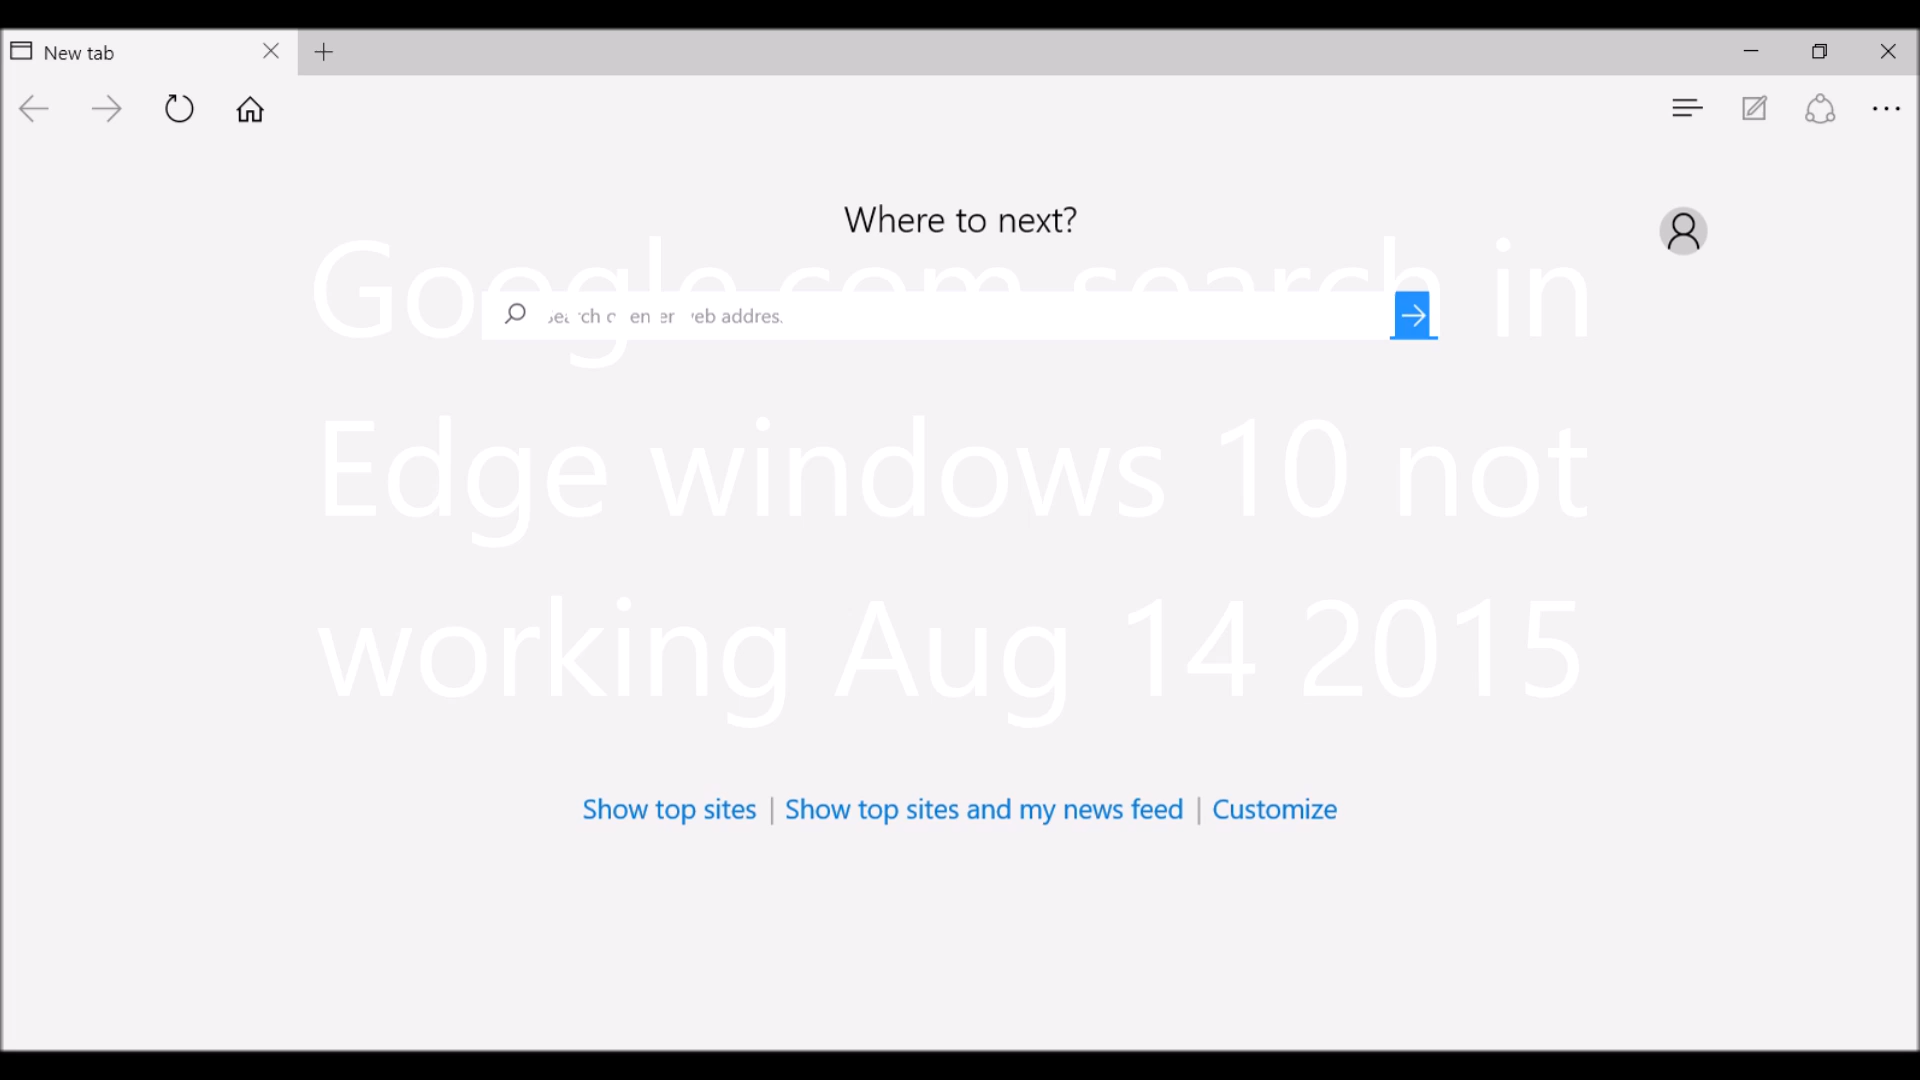 New tab
Where to next?
Google.com search in
Edge windows 10 not
working Aug 14 2015
Show top sites | Show top sites and my news feed | Customize